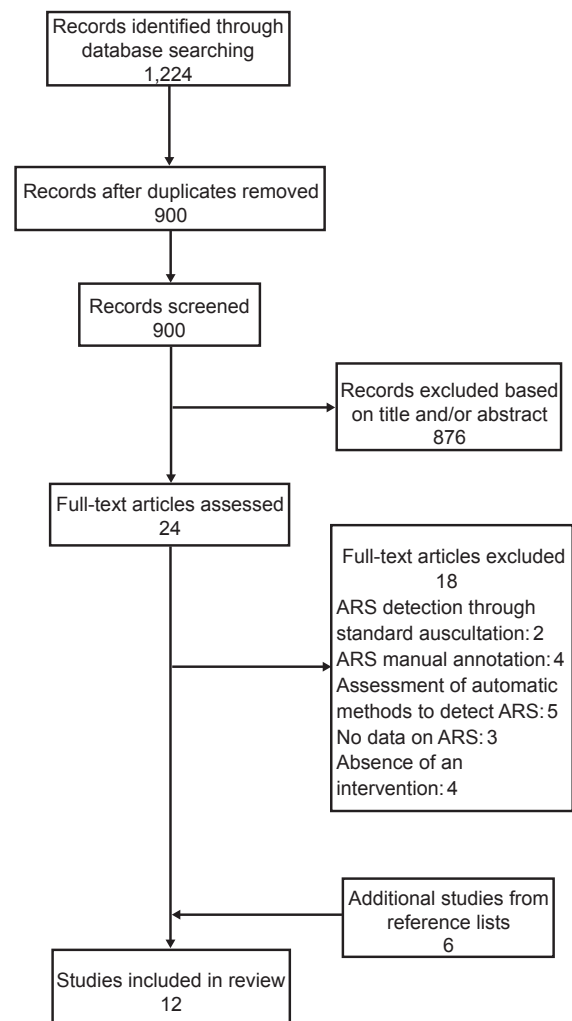 Records identified through
database searching
1,224
Records after duplicates removed
900
Records screened
900
Records excluded based
on title and/or abstract
876
Full-text articles assessed
24
Full-text articles excluded
18
ARS detection through
standard auscultation: 2
ARS manual annotation: 4
Assessment of automatic
methods to detect ARS: 5
No data on ARS: 3
Absence of an
intervention: 4
Additional studies from
reference lists
6
Studies included in review
12